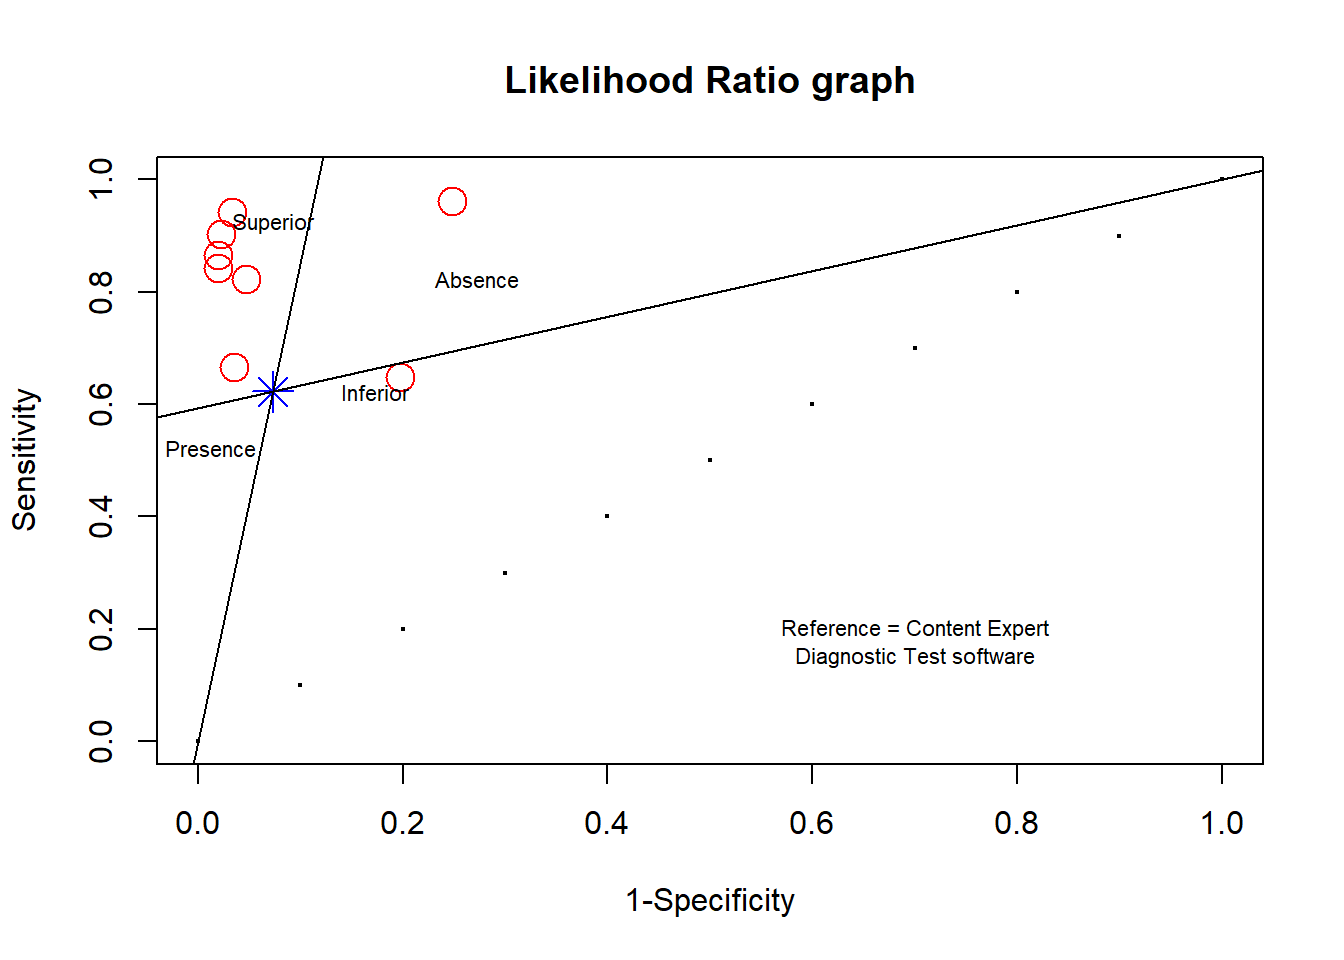 Likelihood Ratio graph
1.0
0.8
0.6
0.4
0.2
0.0
Sensitivity
Superior
Absence
Inferior
Presence
Reference = Content Expert
Diagnostic Test software
0.0 0.2 0.4 0.6 0.8 1.0
1-Specificity